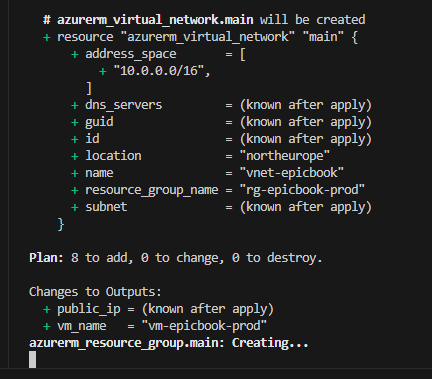 # azurerm_virtual_network.main will be created
+ resource "azurerm_virtual_network" "main" {
+ address_space = [
+ "10.0.0.0/16",
]
+ dns_servers = (known after apply)
+ guid = (known after apply)
+ id = (known after apply)
+ location = "northeurope"
+ name = "vnet-epicbook"
+ resource_group_name = "rg-epicbook-prod"
+ subnet = (known after apply)
}
Plan: 8 to add, 0 to change, 0 to destroy.
Changes to Outputs:
+ public_ip = (known after apply)
+ vm_name = "vm-epicbook-prod"
azurerm_resource_group.main: Creating...